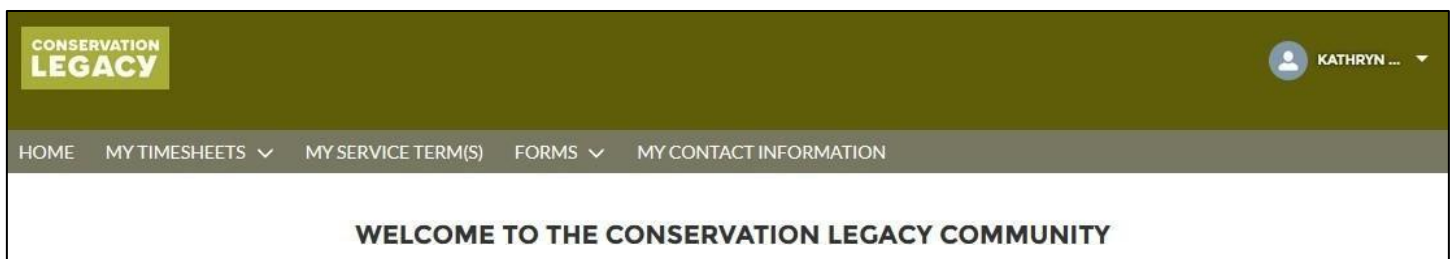 CONSERVATION
LEGACY
KATHRYN ...
HOME MY TIMESHEETS MY SERVICE TERM(S) FORMS MY CONTACT INFORMATION
WELCOME TO THE CONSERVATION LEGACY COMMUNITY